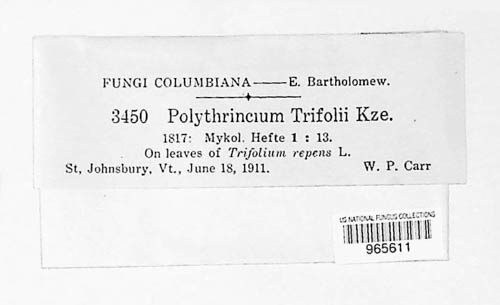 FUNGI COLUMBIANA—E. Bartholomew.
3450 Polythrincium Trifolii Kze.
1817: Mykol. Hefte 1 : 13.
On leaves of Trifolium repens L.
St, Johnsbury, Vt., June 18, 1911. W. P. Carr
US NATIONAL FUNGUS COLLECTIONS
965611